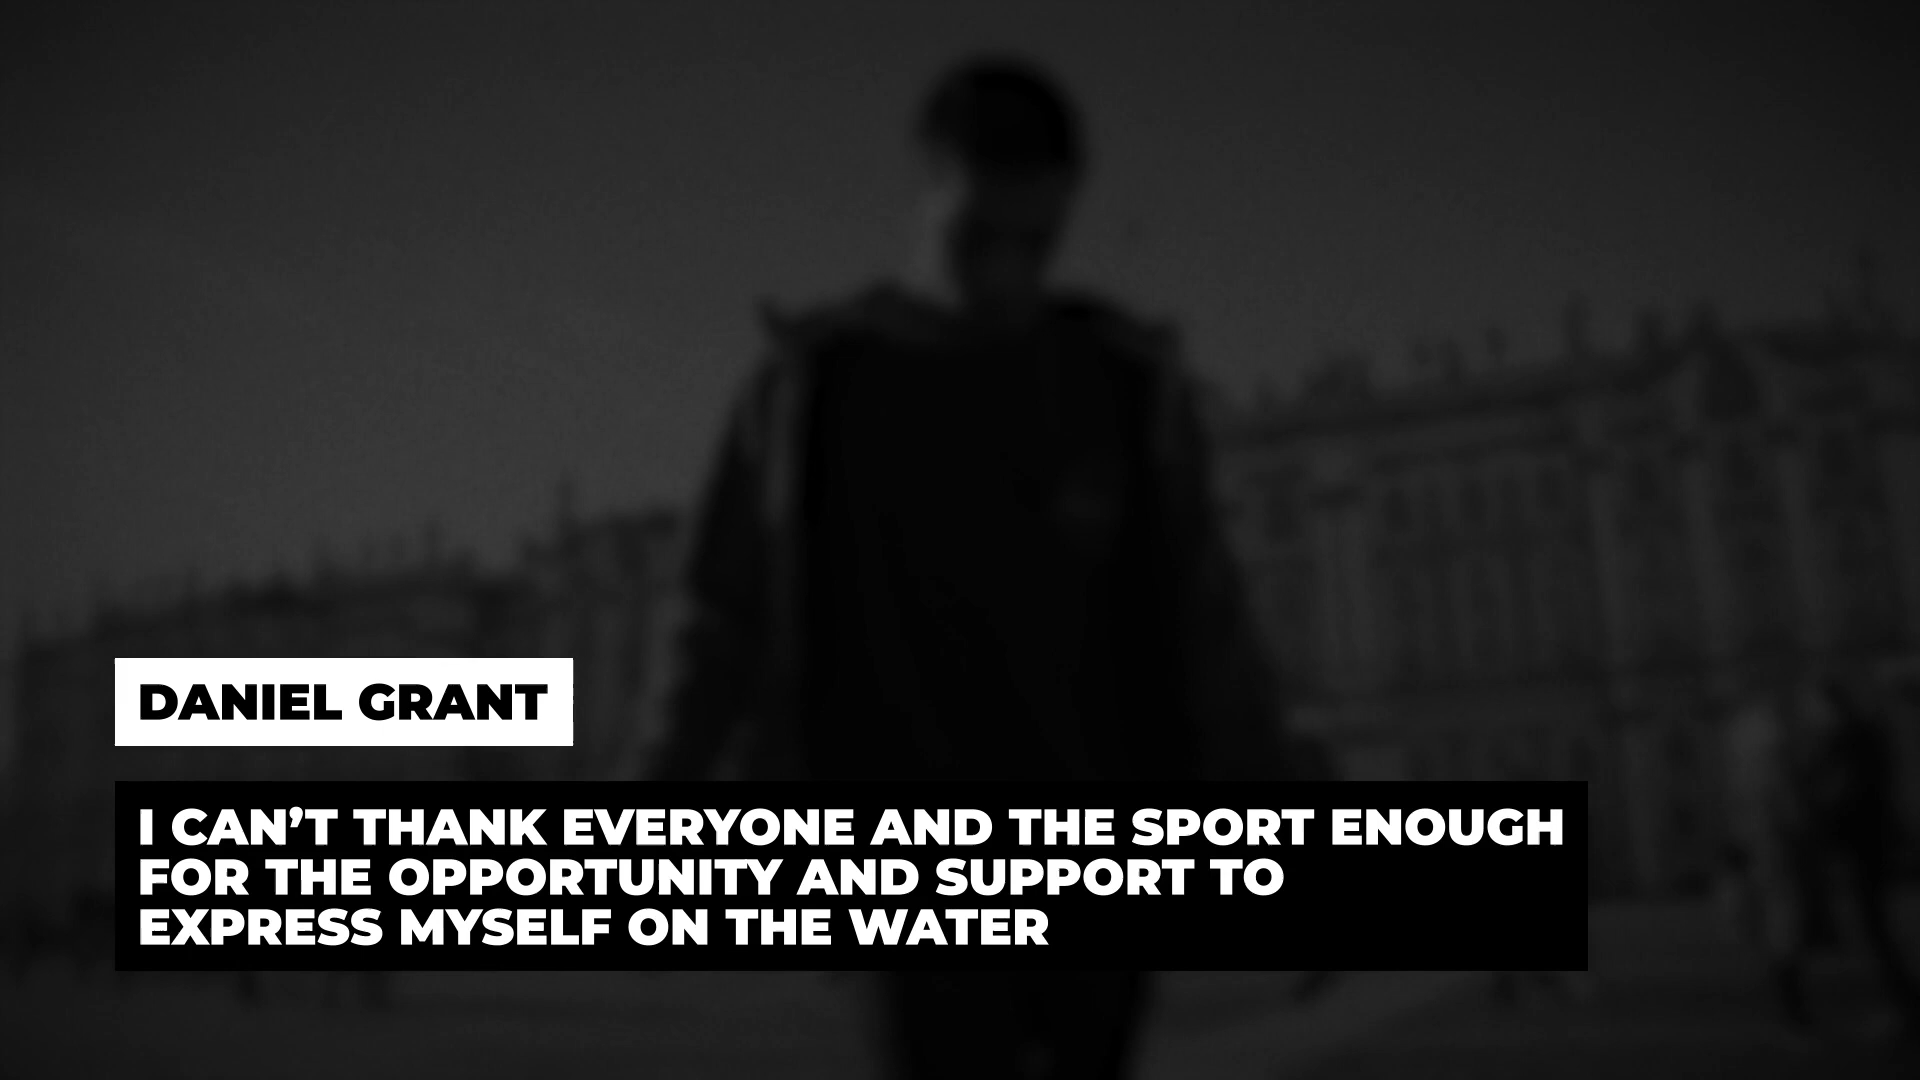 DANIEL GRANT
I CAN’T THANK EVERYONE AND THE SPORT ENOUGH
FOR THE OPPORTUNITY AND SUPPORT TO
EXPRESS MYSELF ON THE WATER